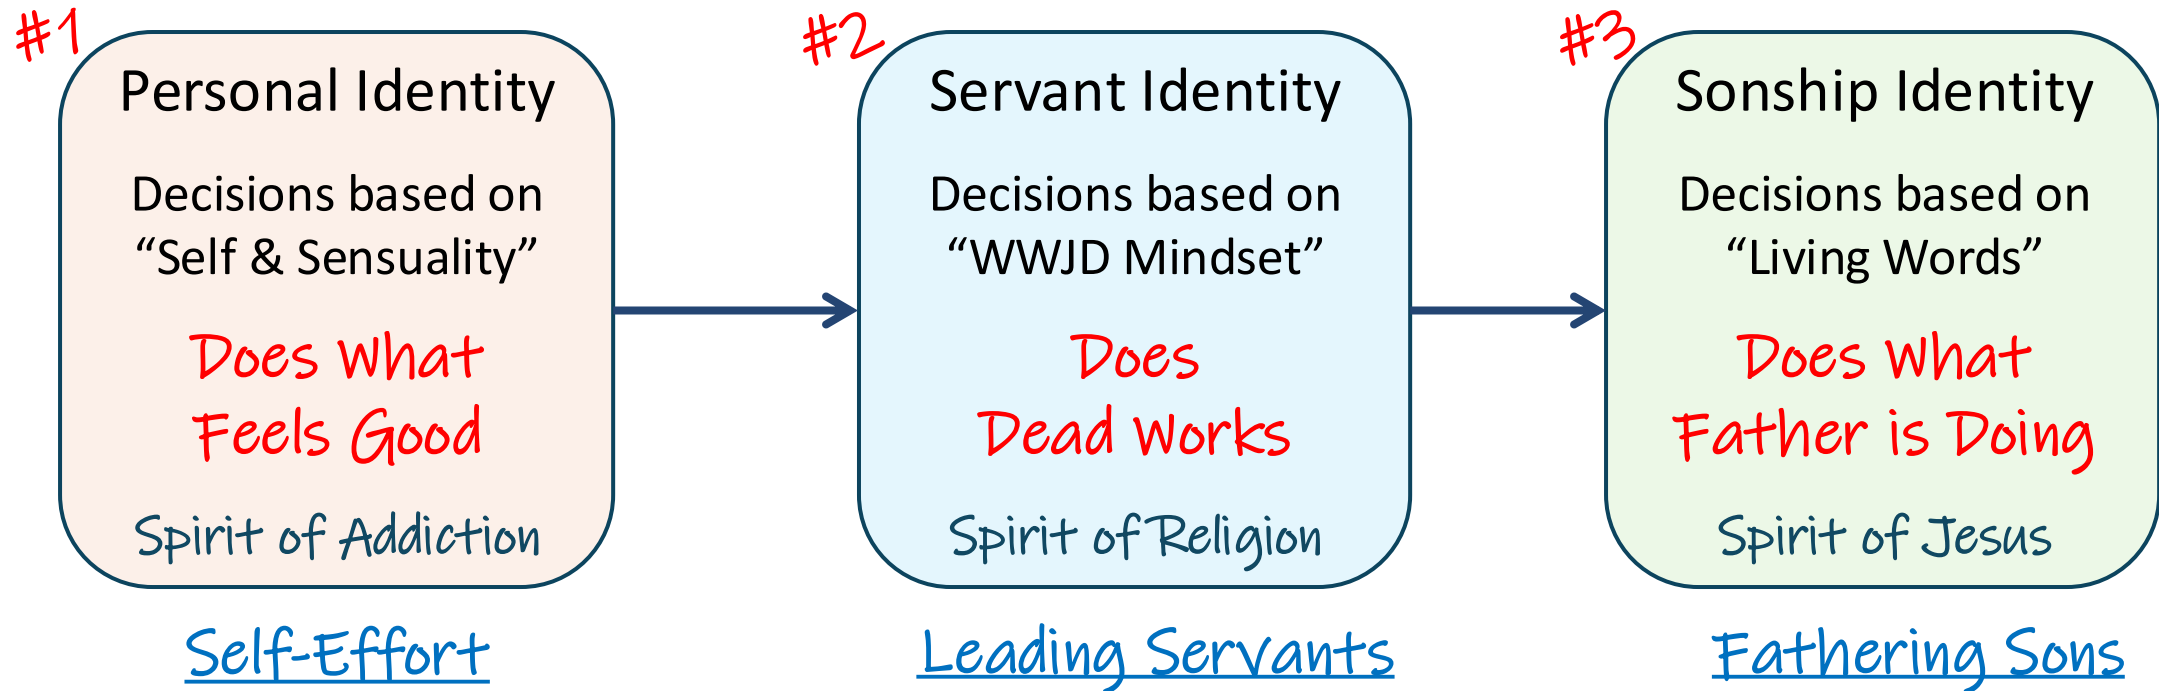 #1
Personal Identity
Decisions based on
“Self & Sensuality”
Does What
Feels Good
Spirit of Addiction
Self-Effort
#2
Servant Identity
Decisions based on
“WWJD Mindset”
Does
Dead Works
Spirit of Religion
Leading Servants
#3
Sonship Identity
Decisions based on
“Living Words”
Does What
Father is Doing
Spirit of Jesus
Fathering Sons